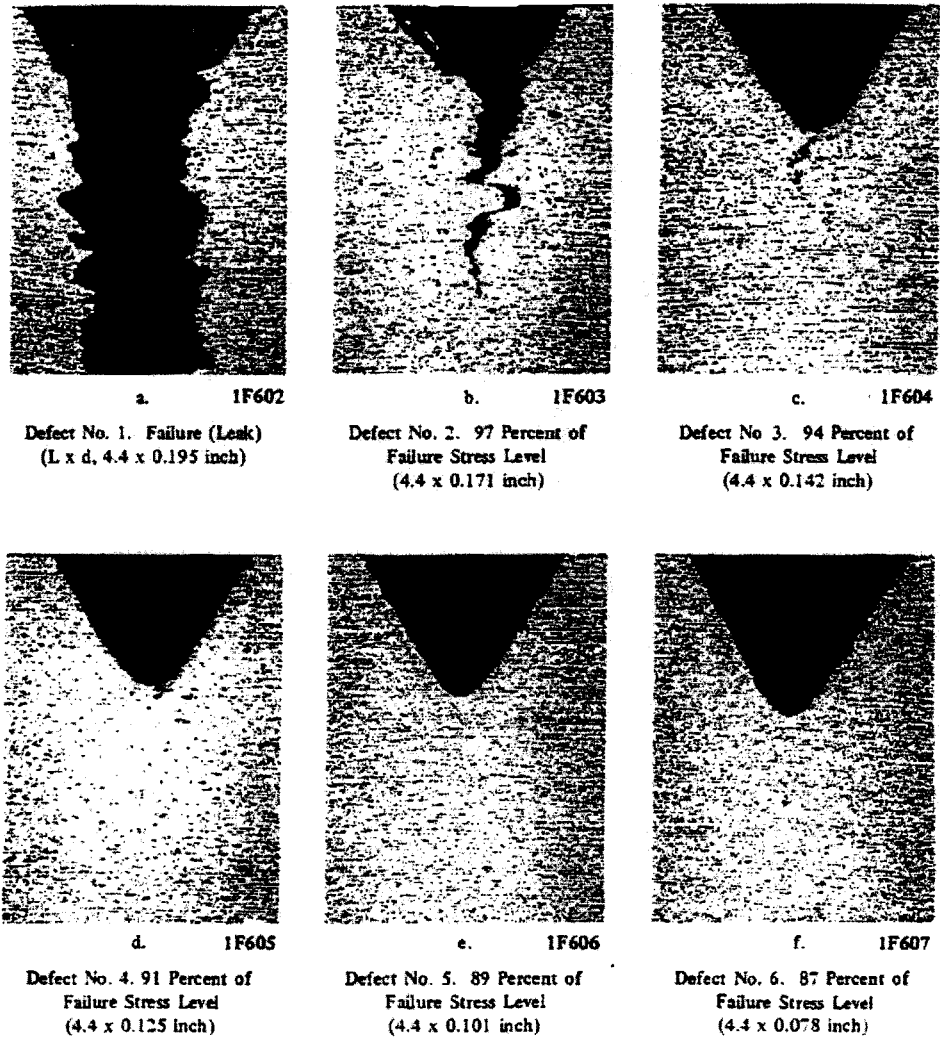 a. 1F602
Defect No. 1. Failure (Leak)
(L x d, 4.4 x 0.195 inch)
b. 1F603
Defect No. 2. 97 Percent of
Failure Stress Level
(4.4 x 0.171 inch)
c. 1F604
Defect No 3. 94 Percent of
Failure Stress Level
(4.4 x 0.142 inch)
d. 1F605
Defect No. 4. 91 Percent of
Failure Stress Level
(4.4 x 0.125 inch)
e. 1F606
Defect No. 5. 89 Percent of
Failure Stress Level
(4.4 x 0.101 inch)
f. 1F607
Defect No. 6. 87 Percent of
Failure Stress Level
(4.4 x 0.078 inch)